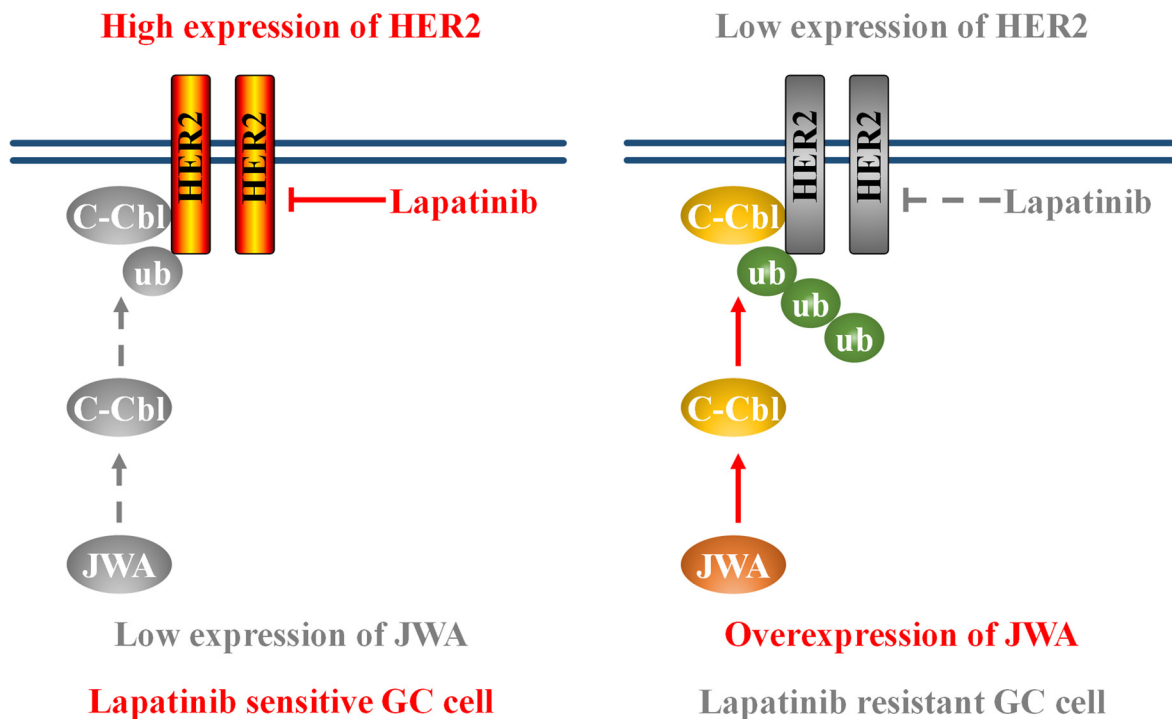 High expression of HER2
HER2
HER2
C-Cbl
Lapatinib
ub
C-Cbl
JWA
Low expression of JWA
Lapatinib sensitive GC cell
Low expression of HER2
HER2
HER2
C-Cbl
Lapatinib
ub
ub
ub
C-Cbl
JWA
Overexpression of JWA
Lapatinib resistant GC cell